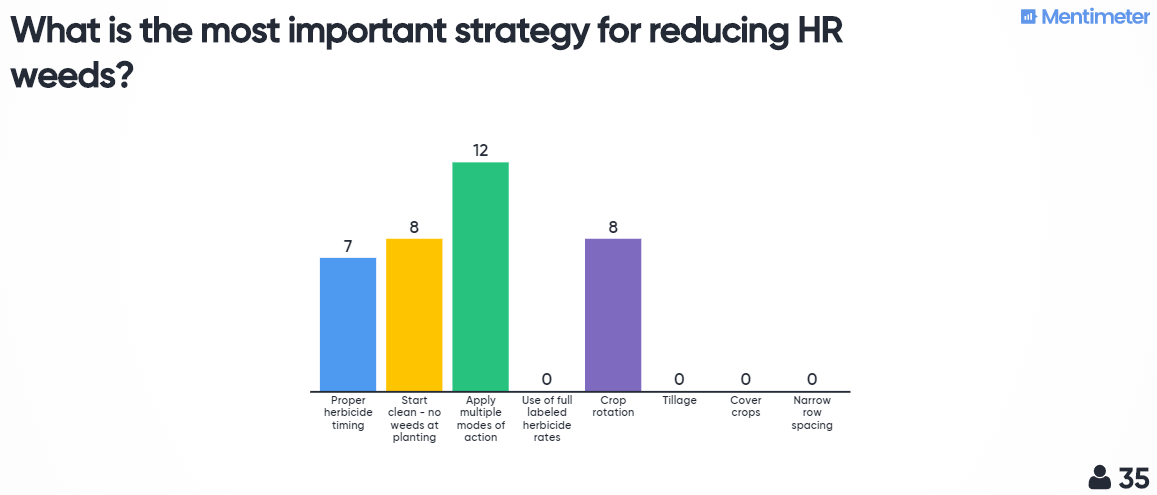 What is the most important strategy for reducing HR
weeds?
Mentimeter
12
8
8
7
0
0
0
0
Proper
herbicide
timing
Start
clean - no
weeds at
planting
Apply
multiple
modes of
action
Use of full
labeled
herbicide
rates
Crop
rotation
Tillage
Cover
crops
Narrow
row
spacing
35